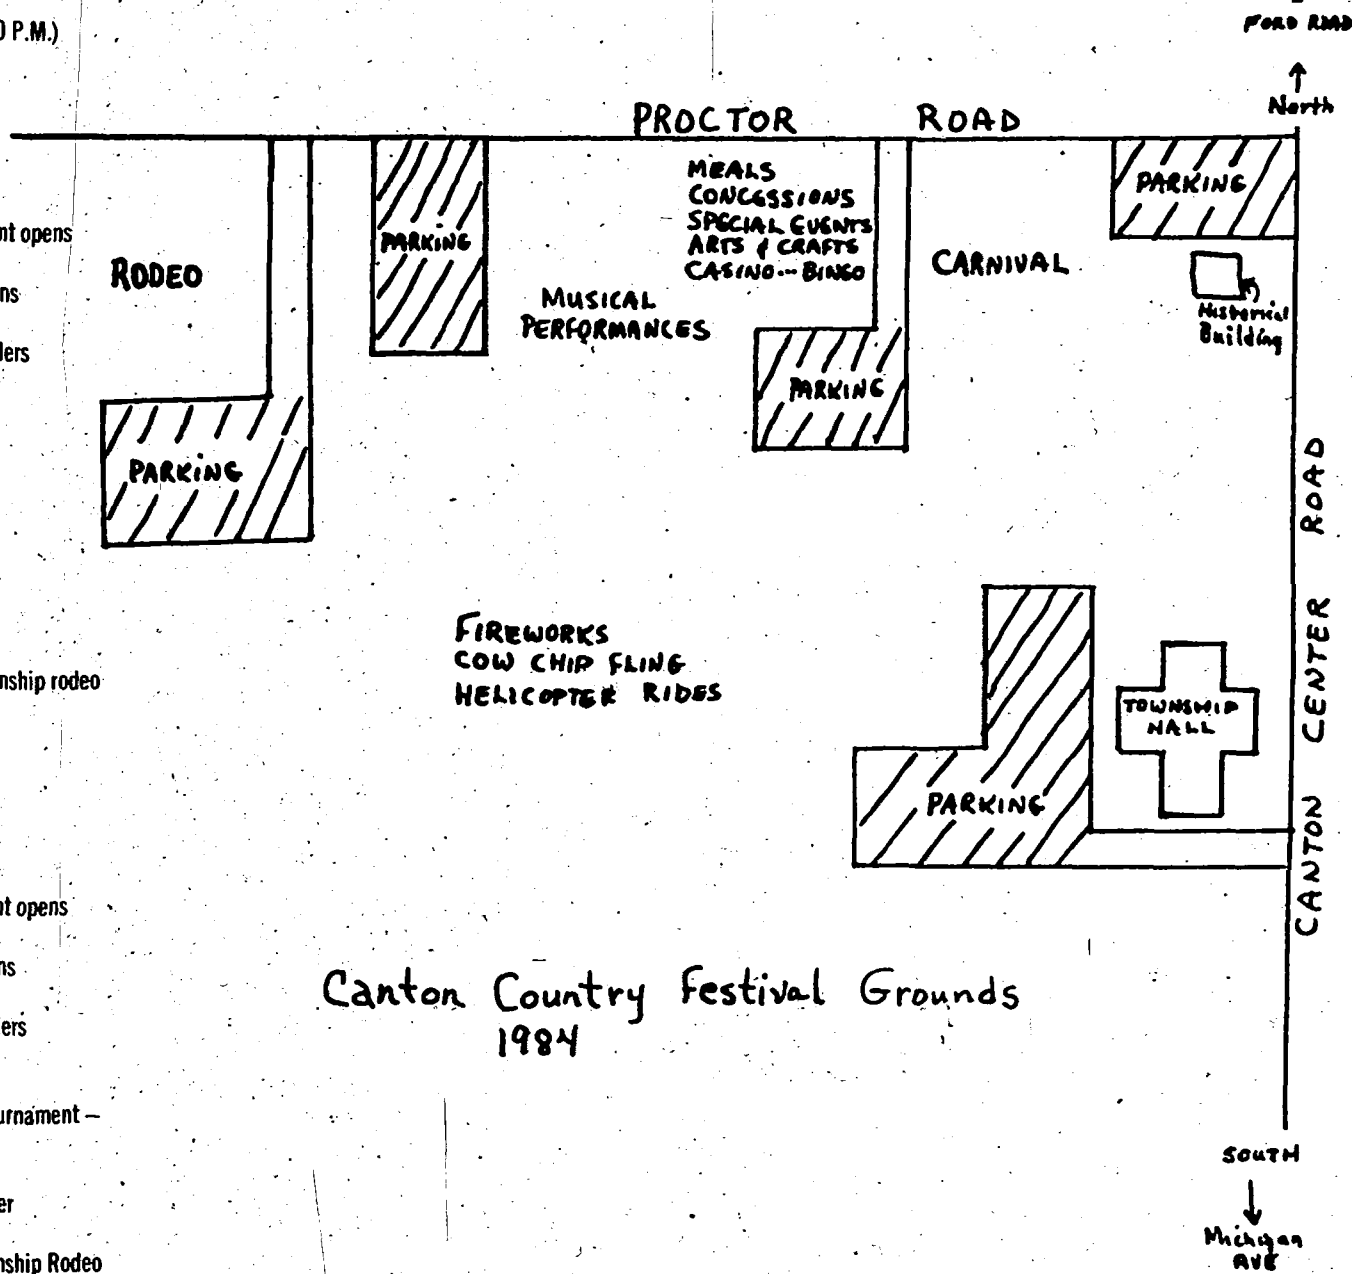 0 P.M.)
FORD ROAD
North
PROCTOR ROAD
MEALS
CONCESSIONS
SPECIAL EVENTS
ARTS & CRAFTS
CASINO--BINGO
PARKING
PARKING
nt opens
RODEO
CARNIVAL
ns
MUSICAL
PERFORMANCES
Historical
Building
lers
PARKING
PARKING
FIREWORKS
COW CHIP FLING
HELICOPTER RIDES
nship rodeo
TOWNSHIP
HALL
PARKING
CANTON CENTER ROAD
nt opens
ns
Canton Country Festival Grounds
1984
ers
urnament –
SOUTH
er
Michigan
AVE
nship Rodeo